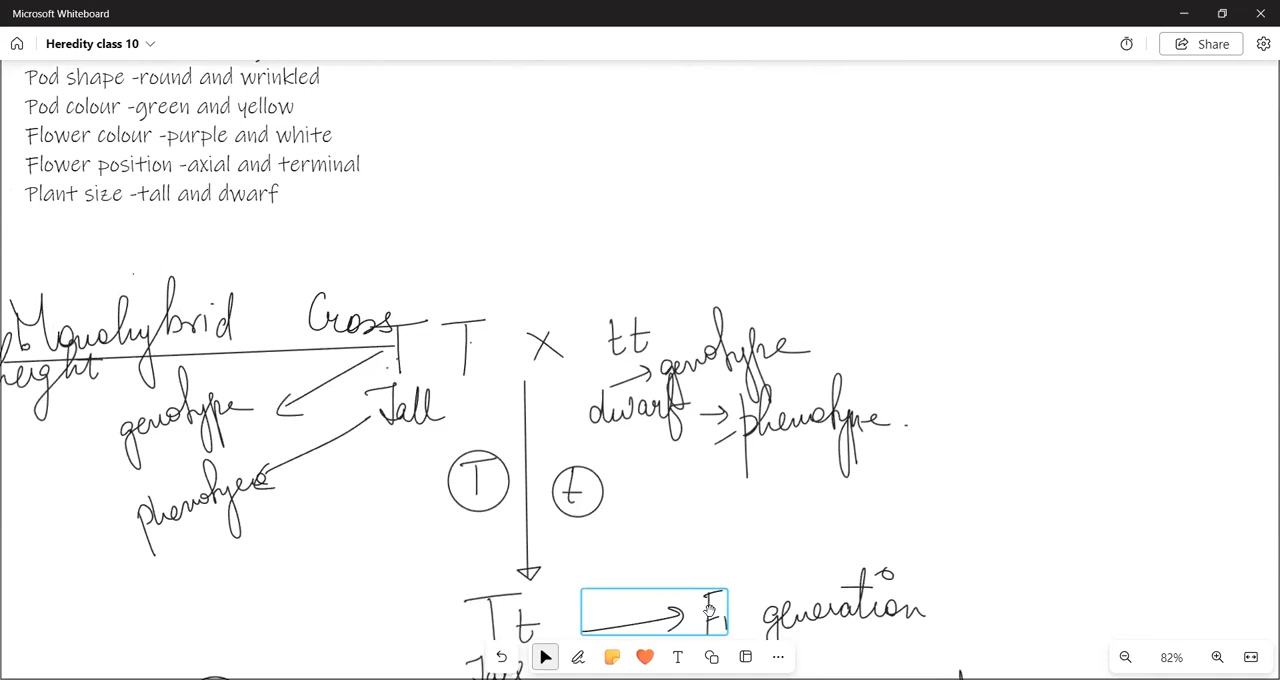 Microsoft Whiteboard
Heredity class 10
Share
Pod shape -round and wrinkled
Pod colour -green and yellow
Flower colour -purple and white
Flower position -axial and terminal
Plant size -tall and dwarf
Monohybrid Cross TT × tt
height
genotype
genotype Tall dwarf → phenotype.
phenotype
T t
Tt → F1 generation
Tall
82%